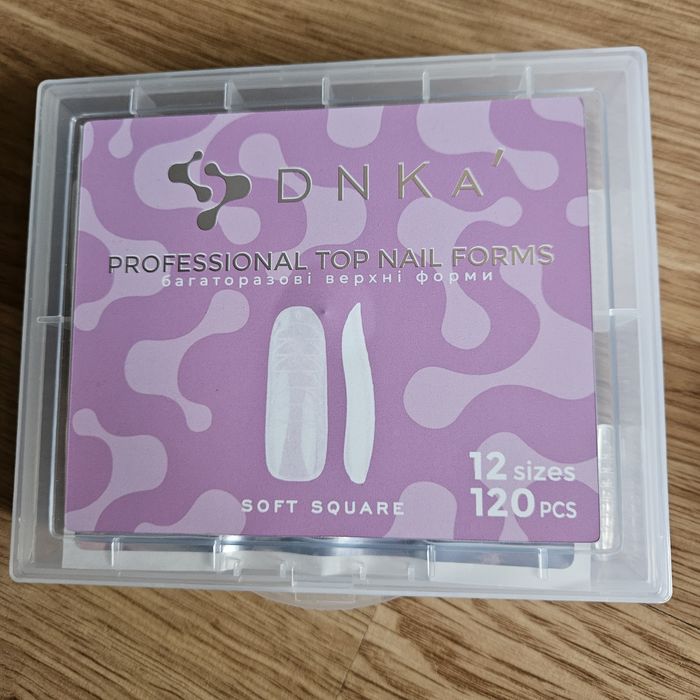 DNKa'
PROFESSIONAL TOP NAIL FORMS
багаторазові верхні форми
SOFT SQUARE
12 sizes
120 PCS